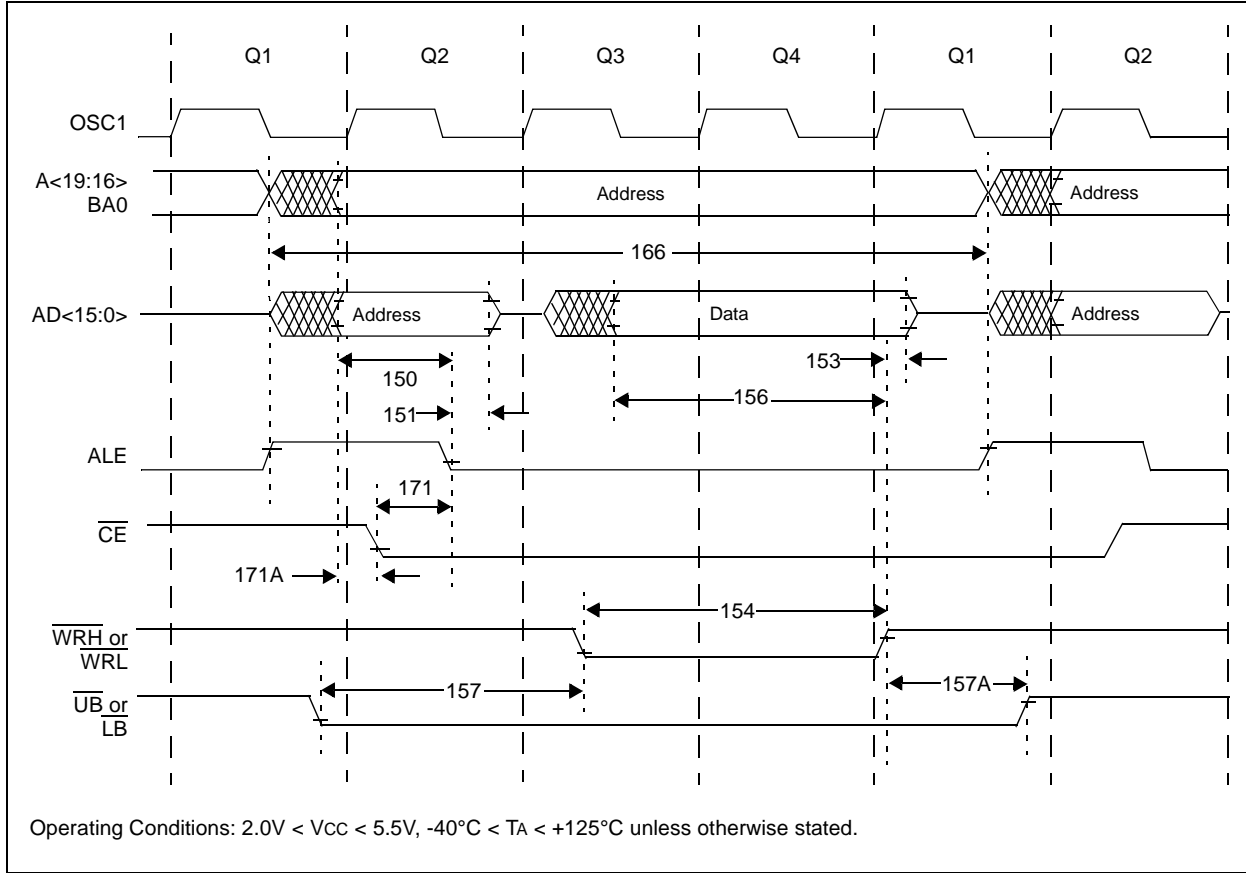 Q1 Q2 Q3 Q4 Q1 Q2
OSC1
A<19:16>
BA0
Address
Address
166
AD<15:0>
Address
Data
Address
150
153
151
156
ALE
171
CE
171A
154
WRH or
WRL
157
157A
UB or
LB
Operating Conditions: 2.0V < VCC < 5.5V, -40°C < TA < +125°C unless otherwise stated.